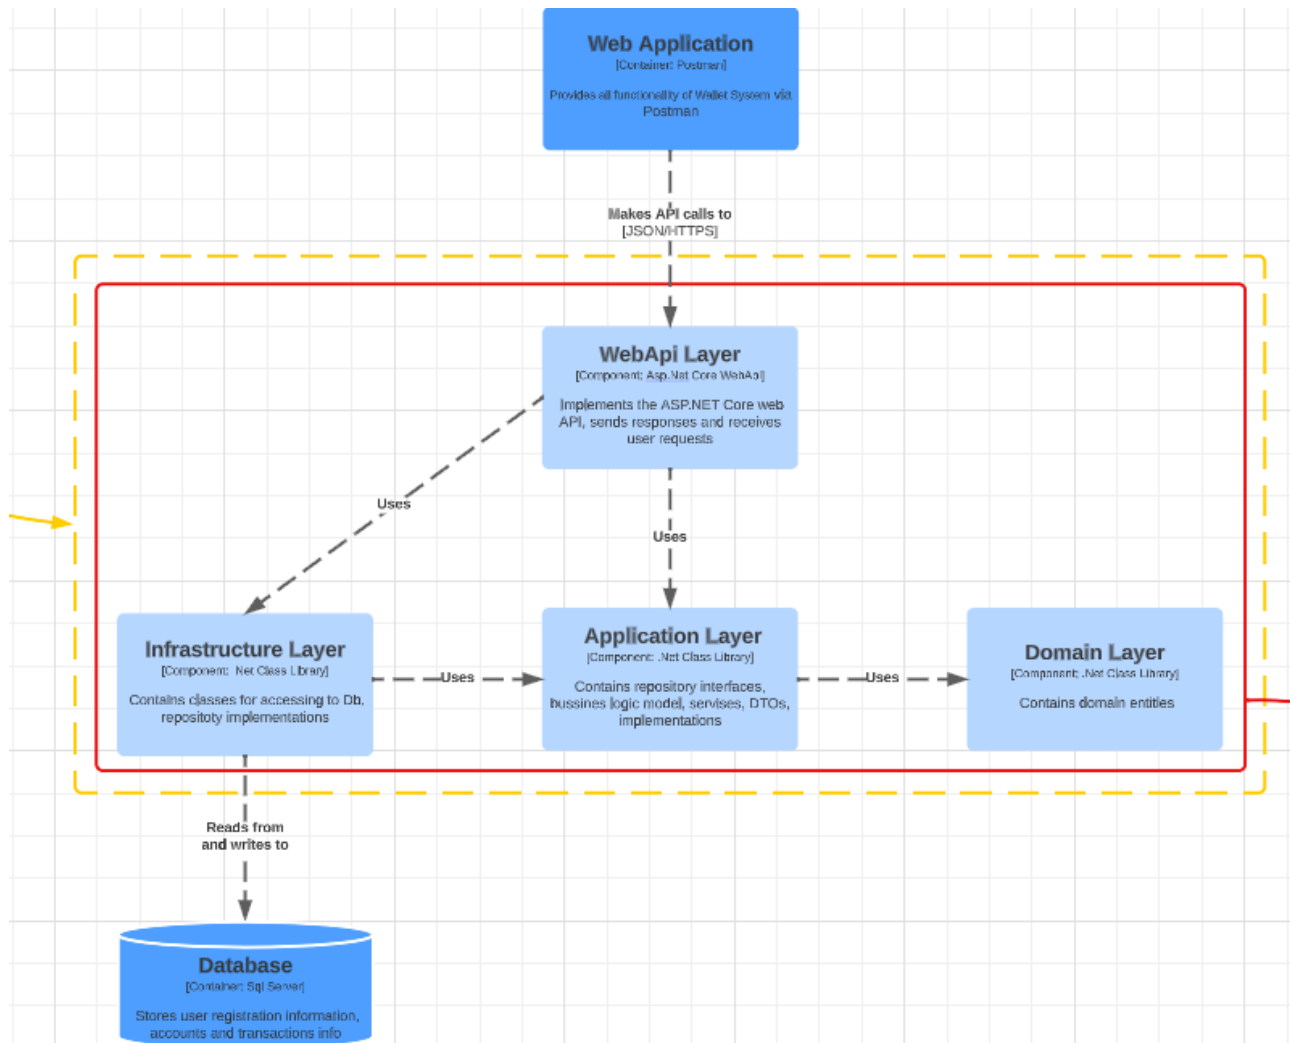 Web Application
[Container: Postman]
Provides all functionality of Wallet System via
Postman
Makes API calls to
[JSON/HTTPS]
WebApi Layer
[Component: Asp.Net Core WebApi]
Implements the ASP.NET Core web
API, sends responses and receives
user requests
Uses
Uses
Infrastructure Layer
[Component: .Net Class Library]
Contains classes for accessing to Db,
repositoty implementations
Uses
Application Layer
[Component: .Net Class Library]
Contains repository interfaces,
bussines logic model, servises, DTOs,
implementations
Uses
Domain Layer
[Component: .Net Class Library]
Contains domain entities
Reads from
and writes to
Database
[Container: Sql Server]
Stores user registration information,
accounts and transactions info